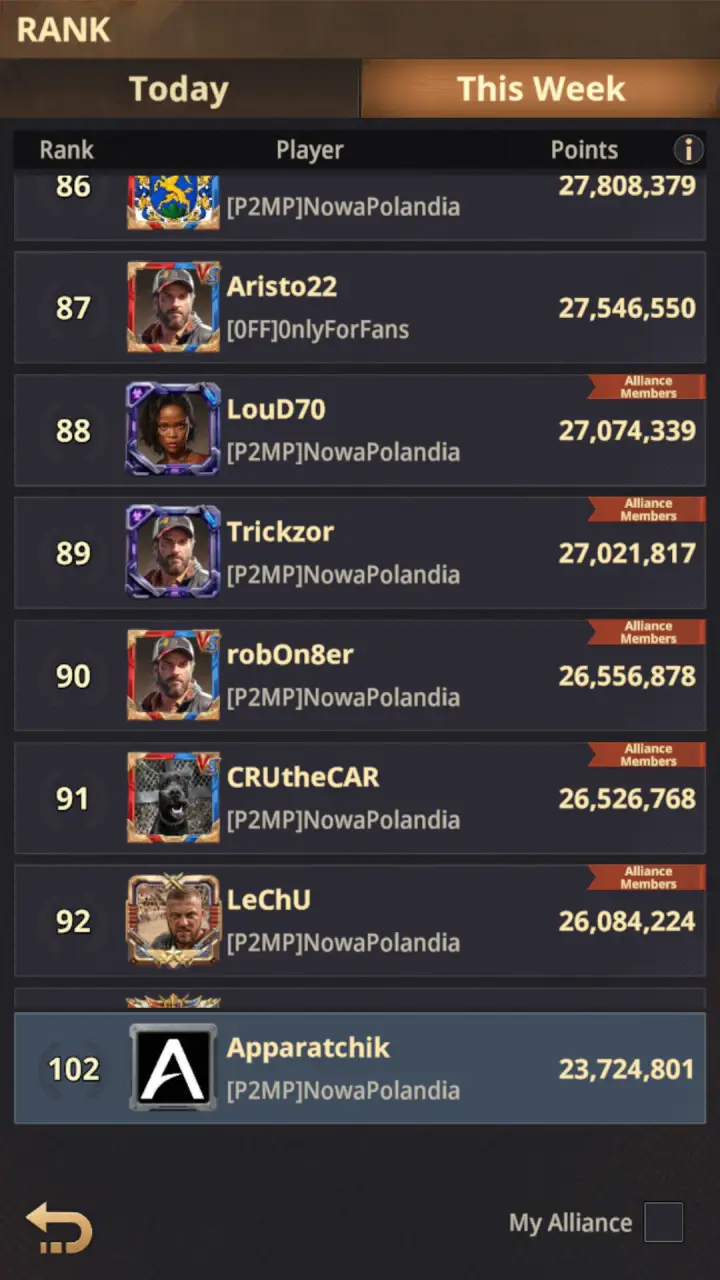 RANK
Today
This Week
Rank
Player
Points
i
86
[P2MP]NowaPolandia
27,808,379
87
Aristo22
[0FF]0nlyForFans
27,546,550
Alliance
Members
88
LouD70
[P2MP]NowaPolandia
27,074,339
Alliance
Members
89
Trickzor
[P2MP]NowaPolandia
27,021,817
Alliance
Members
90
robOn8er
[P2MP]NowaPolandia
26,556,878
Alliance
Members
91
CRUtheCAR
[P2MP]NowaPolandia
26,526,768
Alliance
Members
92
LeChU
[P2MP]NowaPolandia
26,084,224
102
Apparatchik
[P2MP]NowaPolandia
23,724,801
My Alliance